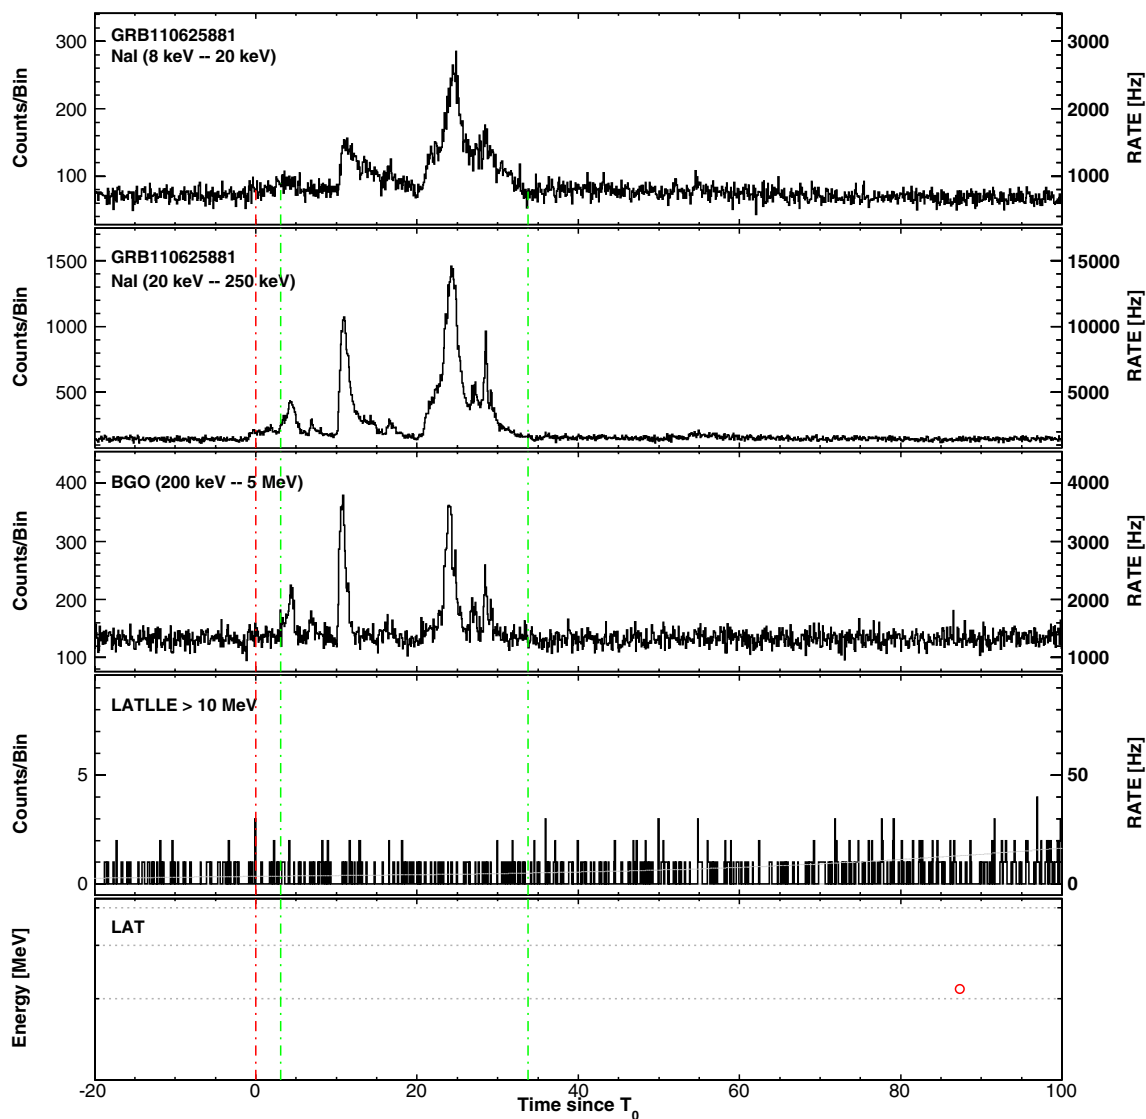 GRB110625881
NaI (8 keV -- 20 keV)
Counts/Bin
RATE [Hz]
300
200
100
3000
2000
1000
GRB110625881
NaI (20 keV -- 250 keV)
Counts/Bin
RATE [Hz]
1500
1000
500
15000
10000
5000
BGO (200 keV -- 5 MeV)
Counts/Bin
RATE [Hz]
400
300
200
100
4000
3000
2000
1000
LATLLE > 10 MeV
Counts/Bin
RATE [Hz]
5
0
50
0
LAT
Energy [MeV]
-20 0 20 40 60 80 100
Time since T0